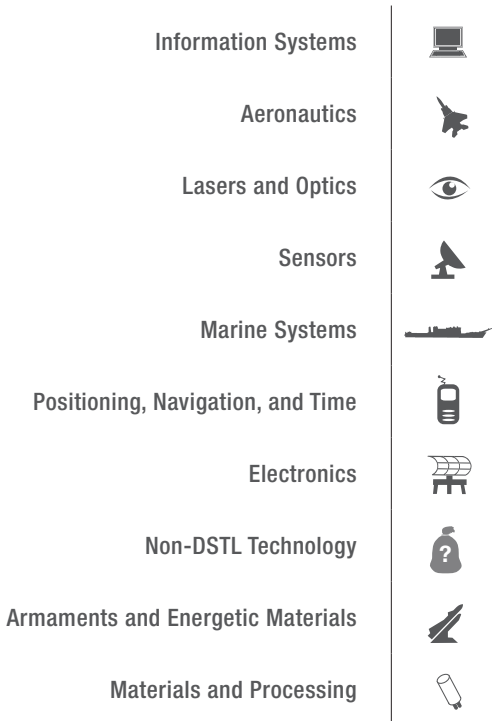 Information Systems
Aeronautics
Lasers and Optics
Sensors
Marine Systems
Positioning, Navigation, and Time
Electronics
Non-DSTL Technology
?
Armaments and Energetic Materials
Materials and Processing